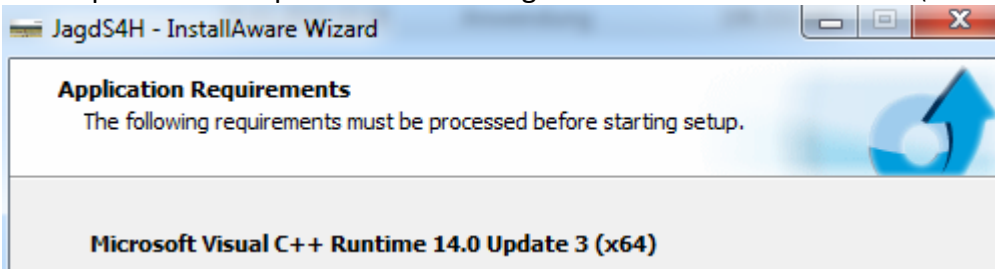 JagdS4H - InstallAware Wizard
Application Requirements
The following requirements must be processed before starting setup.
Microsoft Visual C++ Runtime 14.0 Update 3 (x64)